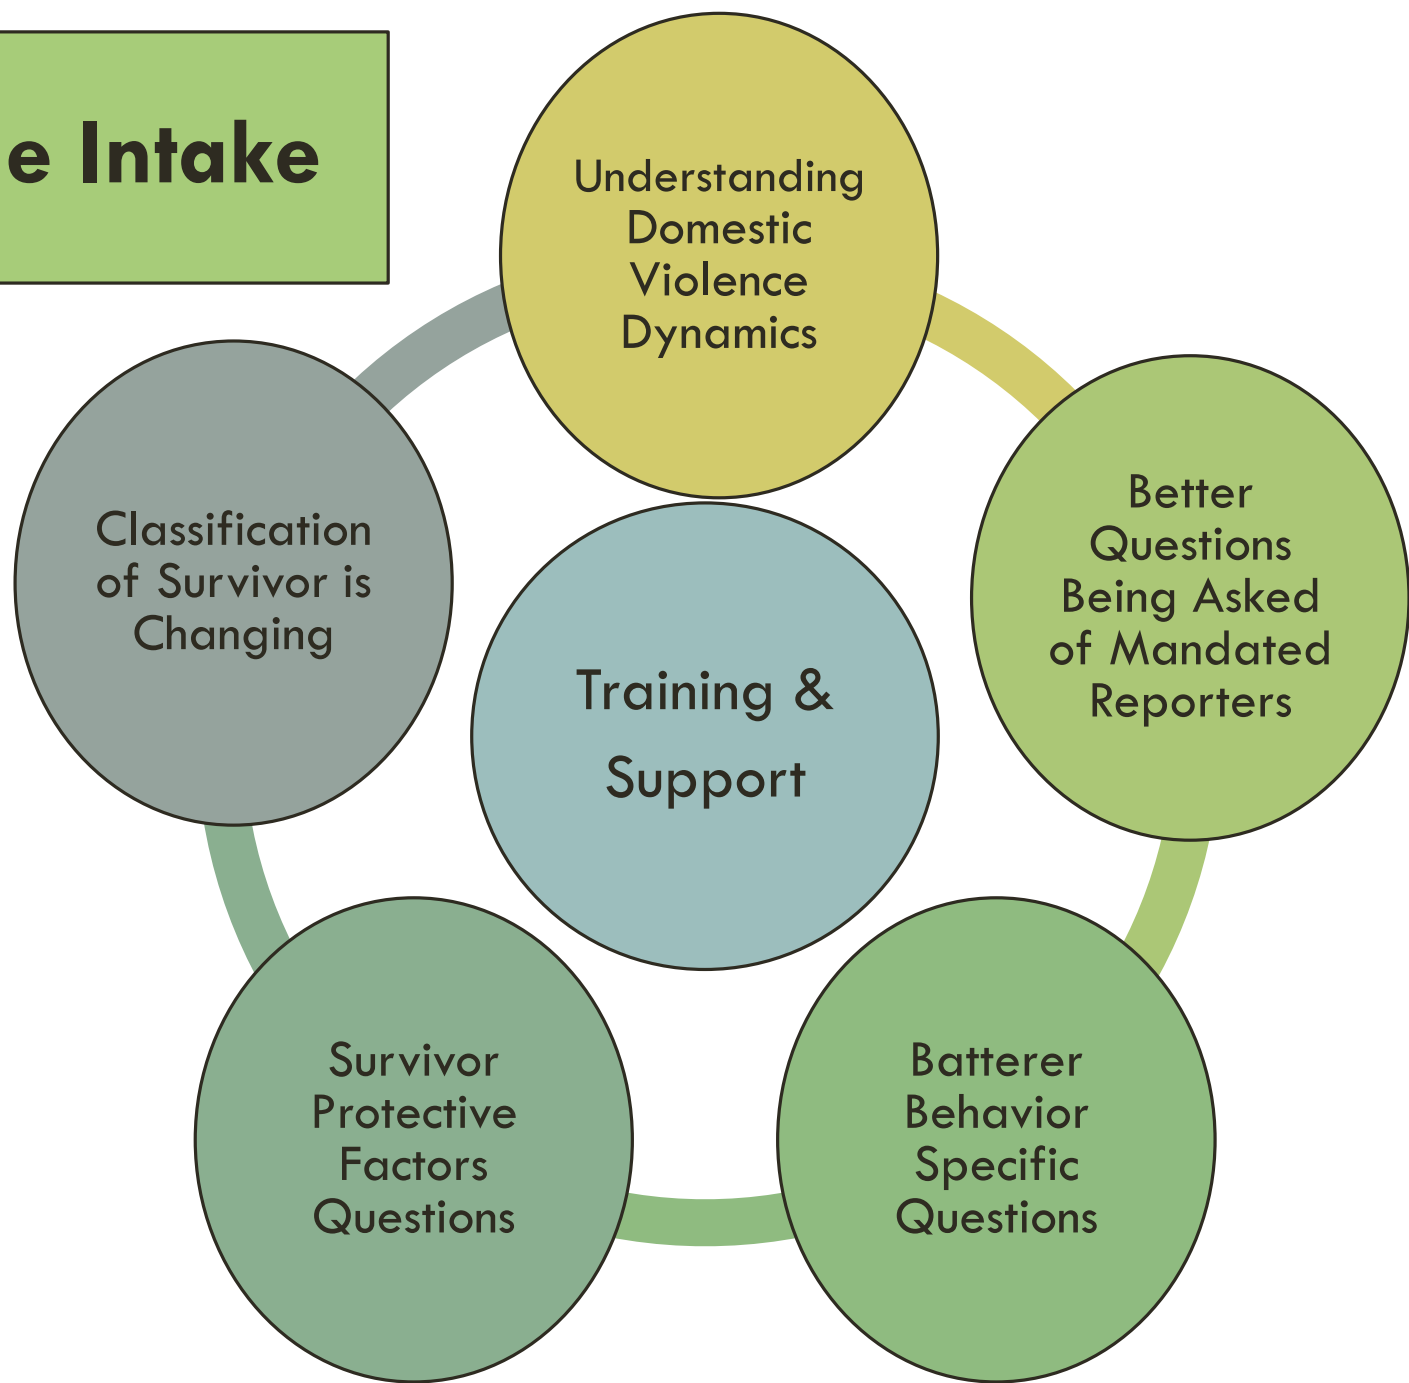 e Intake
Understanding
Domestic
Violence
Dynamics
Better
Questions
Being Asked
of Mandated
Reporters
Batterer
Behavior
Specific
Questions
Survivor
Protective
Factors
Questions
Classification
of Survivor is
Changing
Training &
Support